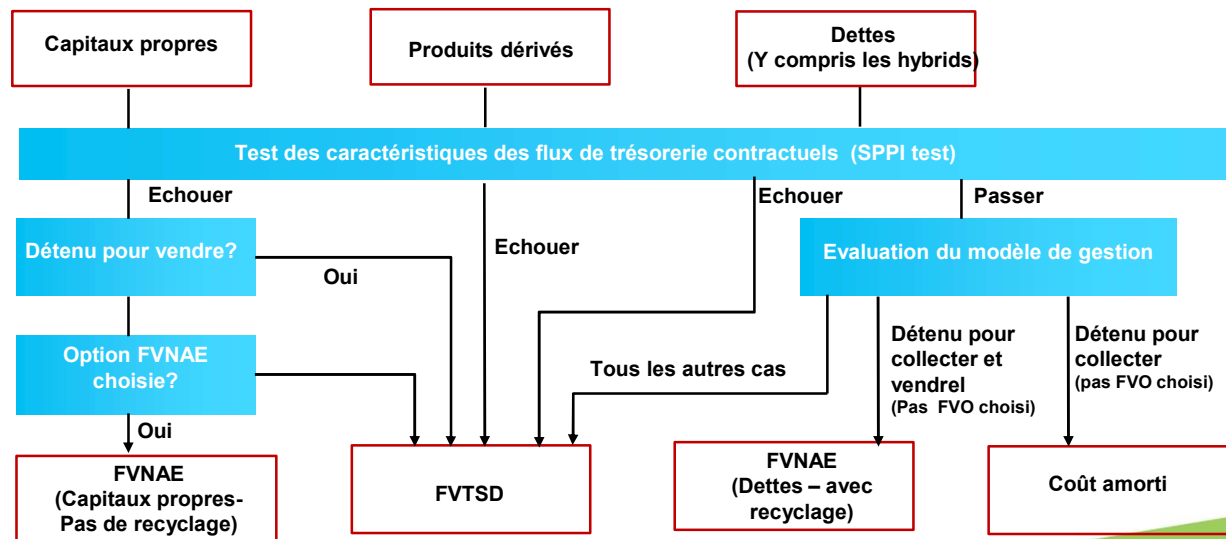 Capitaux propres
Produits dérivés
Dettes
(Y compris les hybrids)
Test des caractéristiques des flux de trésorerie contractuels (SPPI test)
Echouer
Echouer
Passer
Détenu pour vendre?
Oui
Echouer
Evaluation du modèle de gestion
Option FVNAE
choisie?
Tous les autres cas
Détenu pour
collecter et
vendrel
(Pas FVO choisi)
Détenu pour
collecter
(pas FVO choisi)
Oui
FVNAE
(Capitaux propres-
Pas de recyclage)
FVTSD
FVNAE
(Dettes – avec
recyclage)
Coût amorti